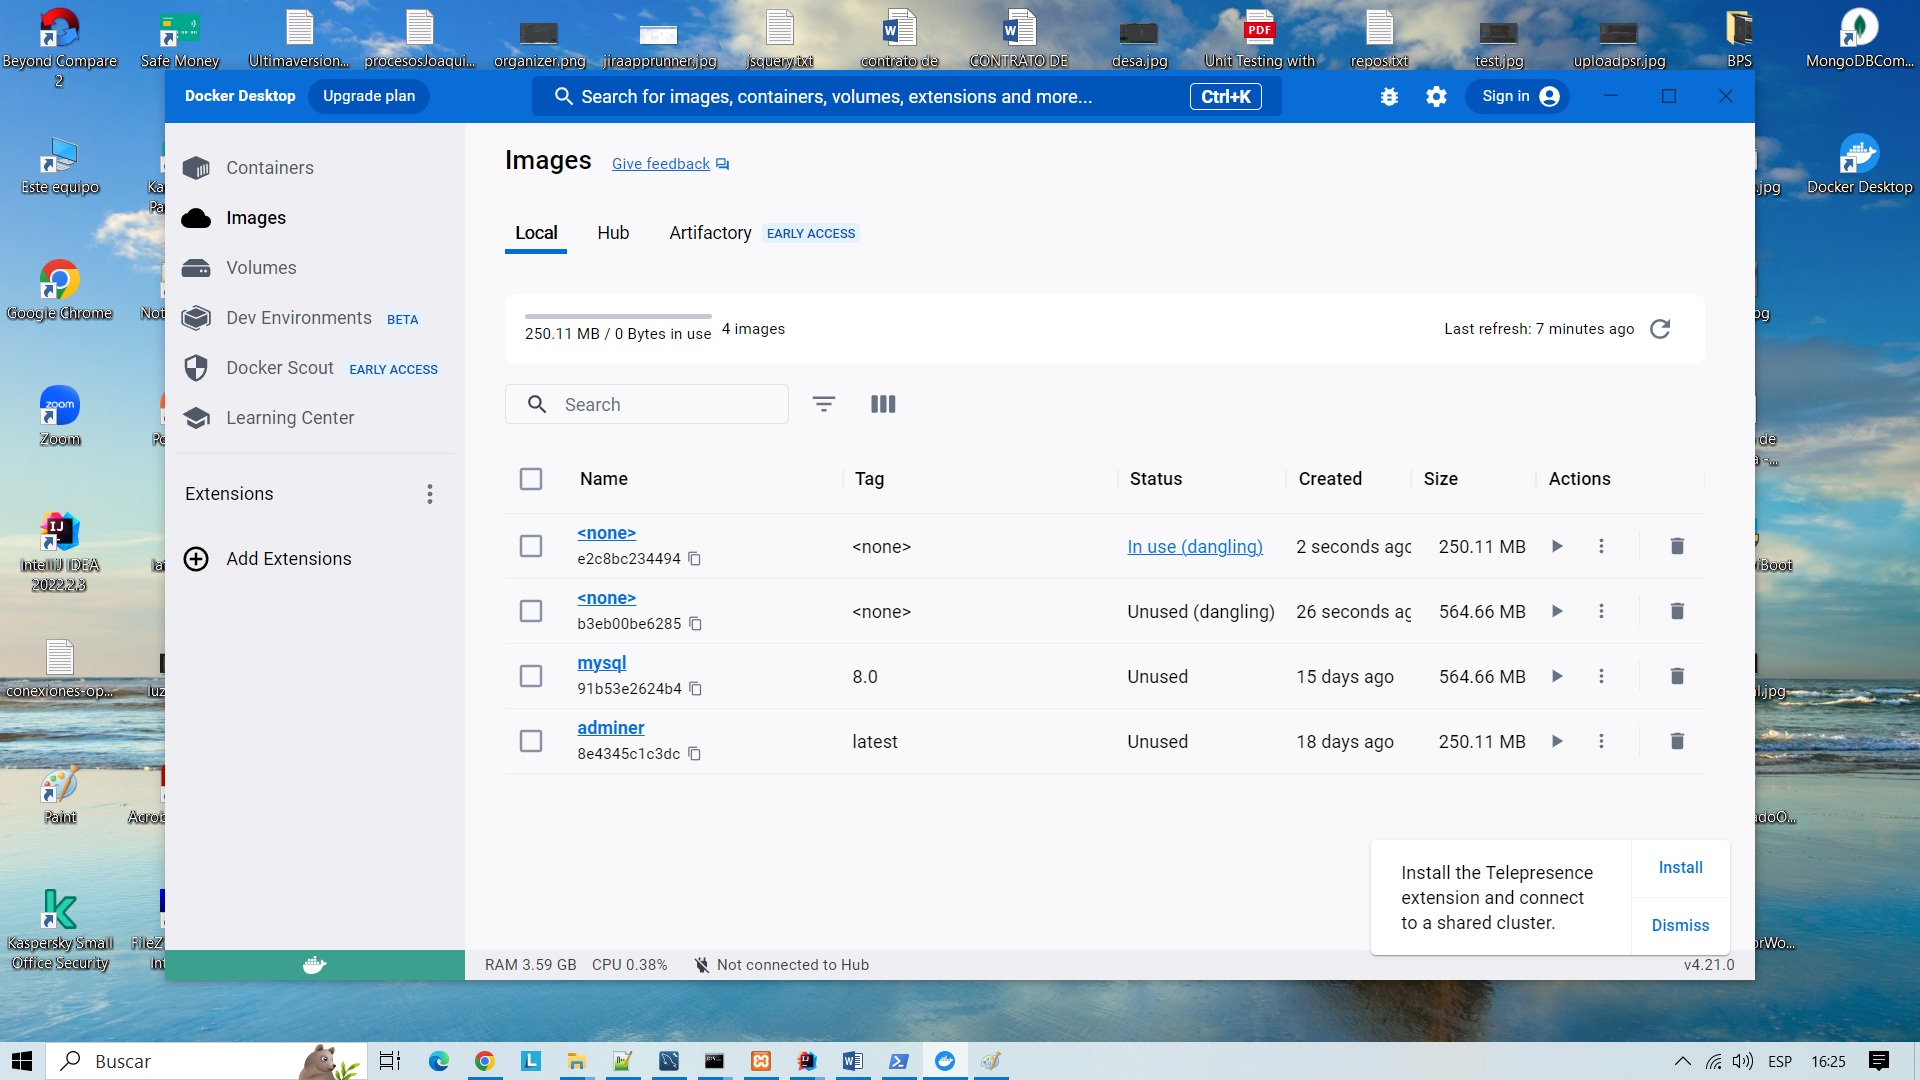 Beyond Compare
2
Safe Money
Ultimaversion...
procesosJoaqui...
organizer.png
jiraapprunner.jpg
jsquery.txt
contrato de
CONTRATO DE
desa.jpg
PDF
Unit Testing with
repos.txt
test.jpg
uploadpsr.jpg
BPS
MongoDBCom...
Docker Desktop
Upgrade plan
Search for images, containers, volumes, extensions and more...
Ctrl+K
Sign in
Este equipo
Google Chrome
zoom
Zoom
IntelliJ IDEA
2022.2.3
conexiones-op...
Paint
Kaspersky Small
Office Security
Docker Desktop
Containers
Images
Volumes
Dev Environments BETA
Docker Scout EARLY ACCESS
Learning Center
Extensions
Add Extensions
Images Give feedback
Local Hub Artifactory EARLY ACCESS
250.11 MB / 0 Bytes in use 4 images
Last refresh: 7 minutes ago
Search
Name Tag Status Created Size Actions
<none>
e2c8bc234494
<none> In use (dangling) 2 seconds ago 250.11 MB
<none>
b3eb00be6285
<none> Unused (dangling) 26 seconds ag 564.66 MB
mysql
91b53e2624b4
8.0 Unused 15 days ago 564.66 MB
adminer
8e4345c1c3dc
latest Unused 18 days ago 250.11 MB
Install the Telepresence
extension and connect
to a shared cluster.
Install
Dismiss
RAM 3.59 GB CPU 0.38% Not connected to Hub
v4.21.0
Buscar
ESP
16:25